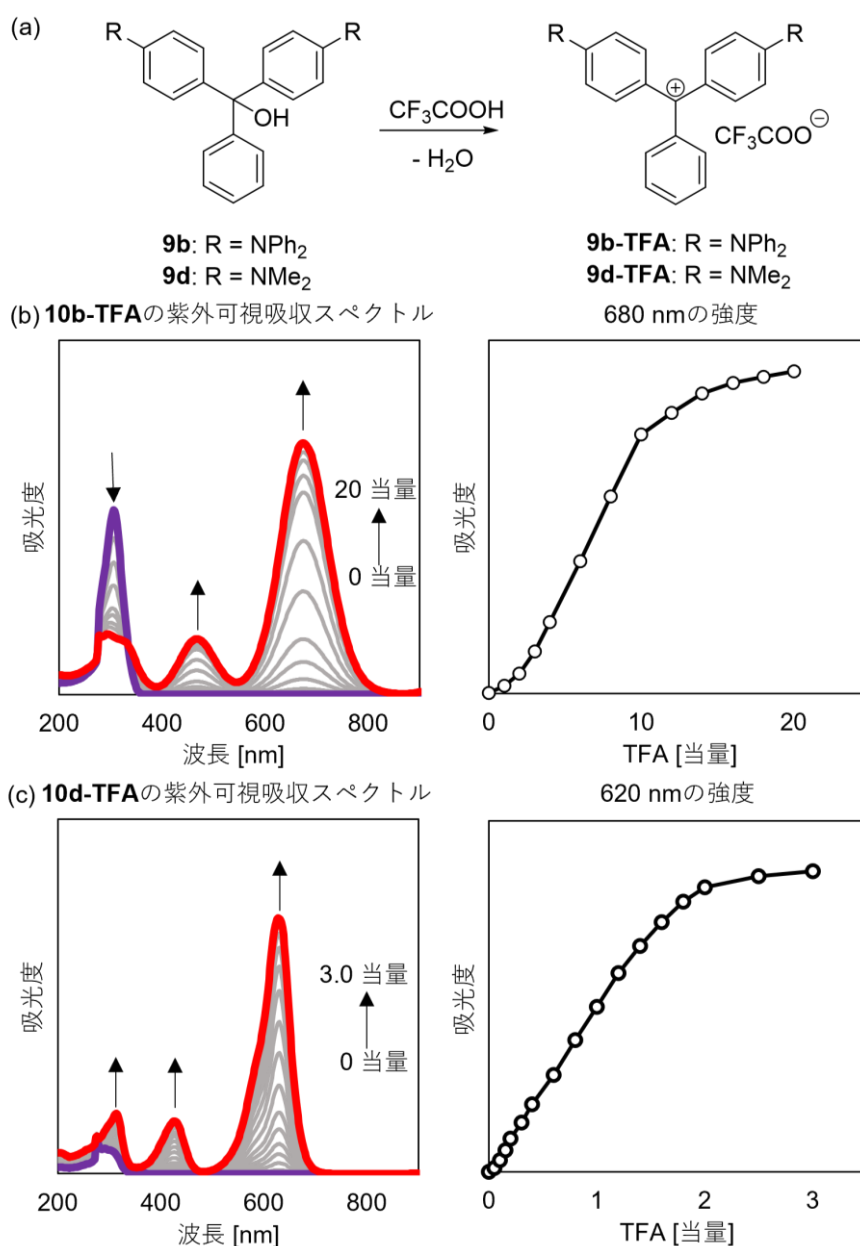 (a)
R
R
OH
CF3COOH
- H2O
R
R
⊕
CF3COO⊖
9b: R = NPh2
9d: R = NMe2
9b-TFA: R = NPh2
9d-TFA: R = NMe2
(b) 10b-TFAの紫外可視吸収スペクトル
680 nmの強度
吸光度
20 当量
0 当量
200 400 600 800
波長 [nm]
吸光度
0 10 20
TFA [当量]
(c) 10d-TFAの紫外可視吸収スペクトル
620 nmの強度
吸光度
3.0 当量
0 当量
200 400 600 800
波長 [nm]
吸光度
0 1 2 3
TFA [当量]